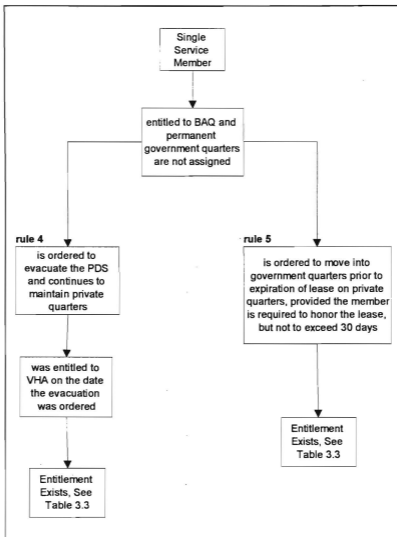 Single
Service
Member
entitled to BAQ and
permanent
government quarters
are not assigned
rule 4
is ordered to
evacuate the PDS
and continues to
maintain private
quarters
was entitled to
VHA on the date
the evacuation
was ordered
Entitlement
Exists, See
Table 3.3
rule 5
is ordered to move into
government quarters prior to
expiration of lease on private
quarters, provided the member
is required to honor the lease,
but not to exceed 30 days
Entitlement
Exists, See
Table 3.3